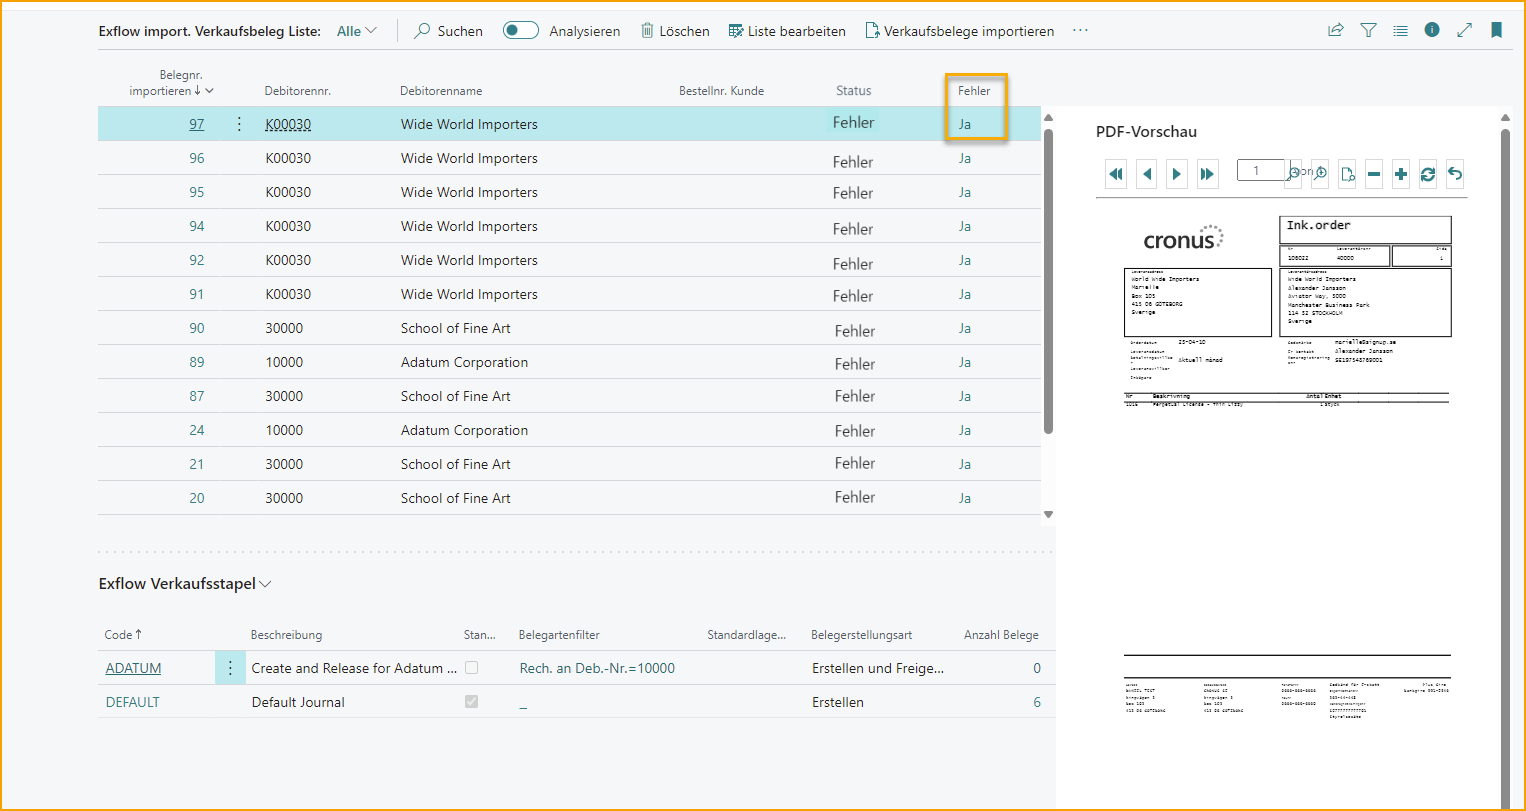 Exflow import. Verkaufsbeleg Liste: Alle Suchen Analysieren Löschen Liste bearbeiten Verkaufsbelege importieren ...
Belegnr. importieren ↓ Debitorennr. Debitorenname Bestellnr. Kunde Status Fehler
97 K00030 Wide World Importers Fehler Ja
96 K00030 Wide World Importers Fehler Ja
95 K00030 Wide World Importers Fehler Ja
94 K00030 Wide World Importers Fehler Ja
92 K00030 Wide World Importers Fehler Ja
91 K00030 Wide World Importers Fehler Ja
90 30000 School of Fine Art Fehler Ja
89 10000 Adatum Corporation Fehler Ja
87 30000 School of Fine Art Fehler Ja
24 10000 Adatum Corporation Fehler Ja
21 30000 School of Fine Art Fehler Ja
20 30000 School of Fine Art Fehler Ja
Exflow Verkaufsstapel
Code ↑ Beschreibung Stan... Belegartenfilter Standardlage... Belegerstellungsart Anzahl Belege
ADATUM Create and Release for Adatum ... Rech. an Deb.-Nr.=10000 Erstellen und Freige... 0
DEFAULT Default Journal _ Erstellen 6
PDF-Vorschau
1
cronus
Ink.order
Nr
106022 40000 1
World Wide Importers
Marielle
Box 103
Sverige
Wide World Importers
Alexander Jansson
Aviator Way, 3000
Manchester Business Park
114 32 STOCKHOLM
Sverige
Orderdatum 23-04-10
Aktuell månad
marielle@signup.se
Alexander Jansson
Nr Beskrivning Antal Enhet
Perpetual License - Thin Lizzy